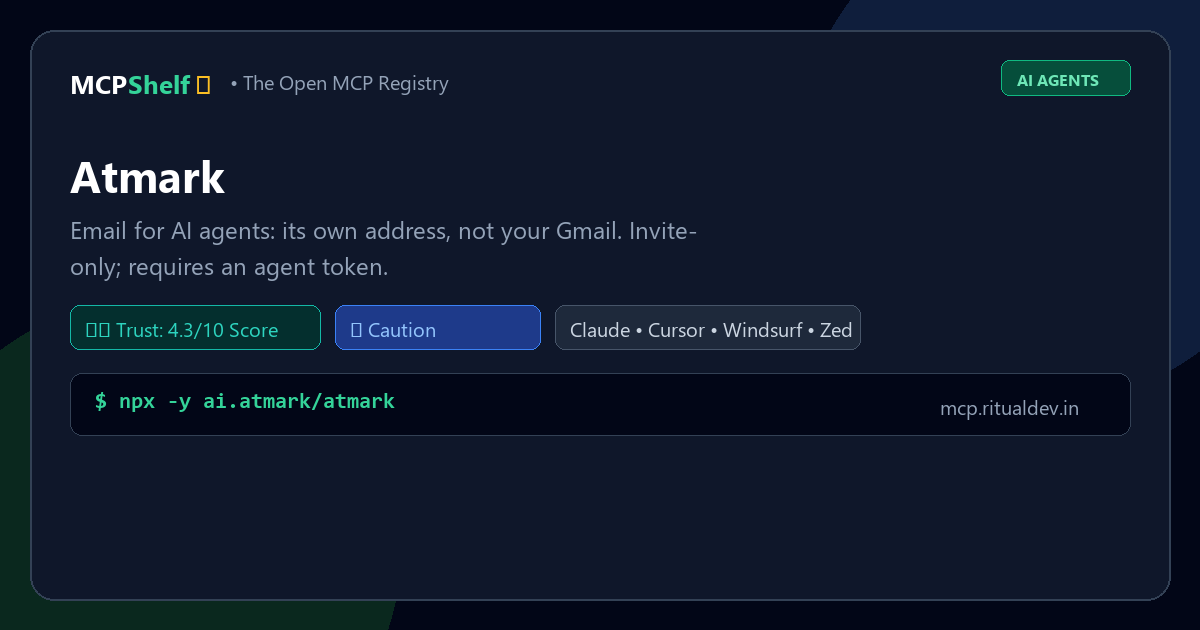 MCPShelf • The Open MCP Registry
AI AGENTS
Atmark
Email for AI agents: its own address, not your Gmail. Invite-
only; requires an agent token.
Trust: 4.3/10 Score
Caution
Claude • Cursor • Windsurf • Zed
$ npx -y ai.atmark/atmark
mcp.ritualdev.in